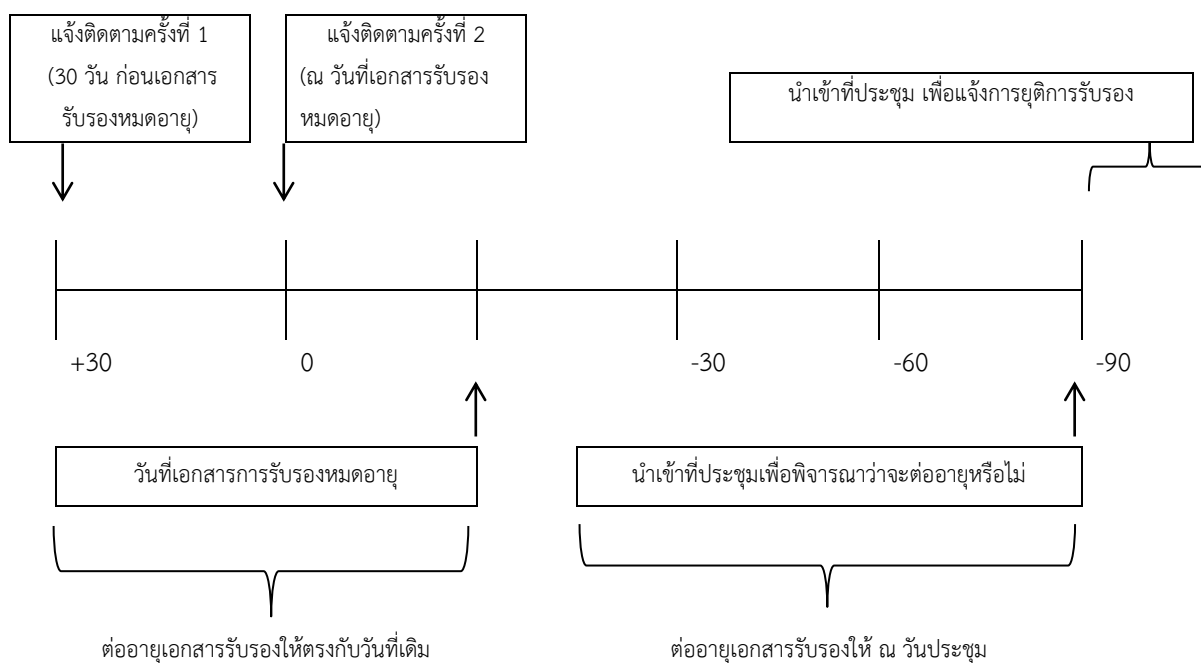 แจ้งติดตามครั้งที่ 1
(30 วัน ก่อนเอกสาร
รับรองหมดอายุ)
แจ้งติดตามครั้งที่ 2
(ณ วันที่เอกสารรับรอง
หมดอายุ)
นำเข้าที่ประชุม เพื่อแจ้งการยุติการรับรอง
+30
0
-30
-60
-90
วันที่เอกสารการรับรองหมดอายุ
นำเข้าที่ประชุมเพื่อพิจารณาว่าจะต่ออายุหรือไม่
ต่ออายุเอกสารรับรองให้ตรงกับวันที่เดิม
ต่ออายุเอกสารรับรองให้ ณ วันประชุม